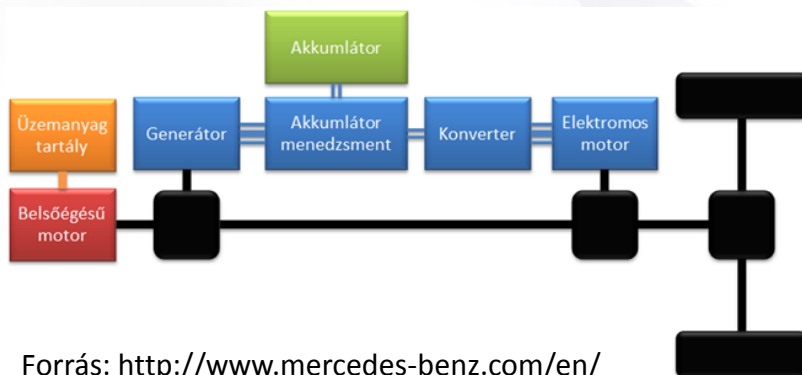 Akkumlátor
Üzemanyag
tartály
Generátor
Akkumlátor
menedzsment
Konverter
Elektromos
motor
Belsőégésű
motor
Forrás: http://www.mercedes-benz.com/en/